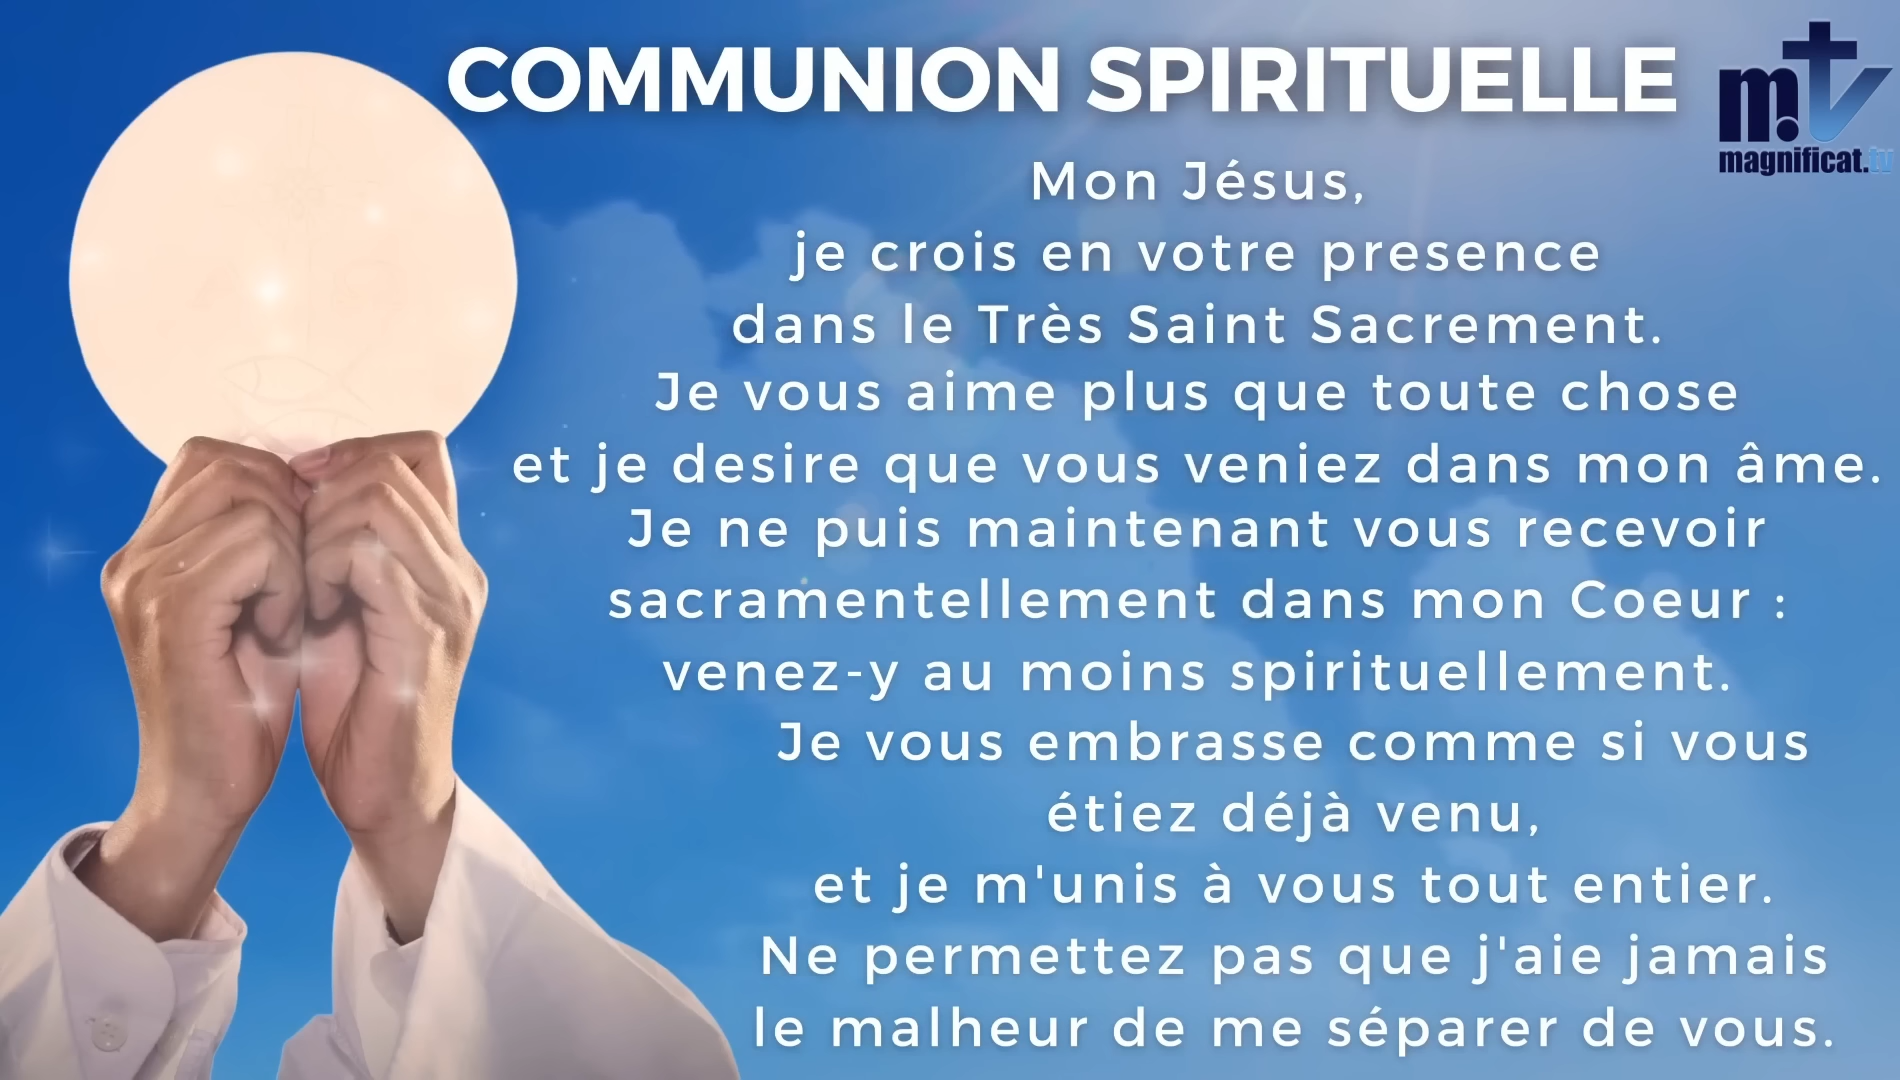 COMMUNION SPIRITUELLE
mtv
magnificat.tv
Mon Jésus,
je crois en votre presence
dans le Très Saint Sacrement.
Je vous aime plus que toute chose
et je desire que vous veniez dans mon âme.
Je ne puis maintenant vous recevoir
sacramentellement dans mon Coeur :
venez-y au moins spirituellement.
Je vous embrasse comme si vous
étiez déjà venu,
et je m'unis à vous tout entier.
Ne permettez pas que j'aie jamais
le malheur de me séparer de vous.